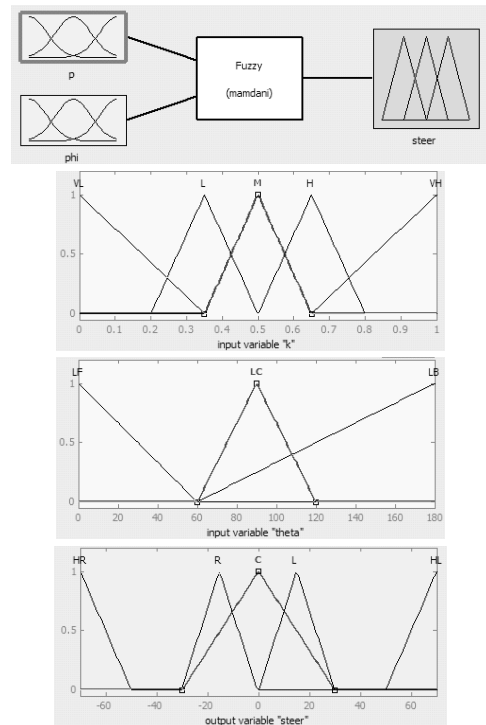 p
phi
Fuzzy
(mamdani)
steer
VL L M H VH
1
0.5
0
0 0.1 0.2 0.3 0.4 0.5 0.6 0.7 0.8 0.9 1
input variable "k"
LF LC LB
1
0.5
0
0 20 40 60 80 100 120 140 160 180
input variable "theta"
HR R C L HL
1
0.5
0
-60 -40 -20 0 20 40 60
output variable "steer"